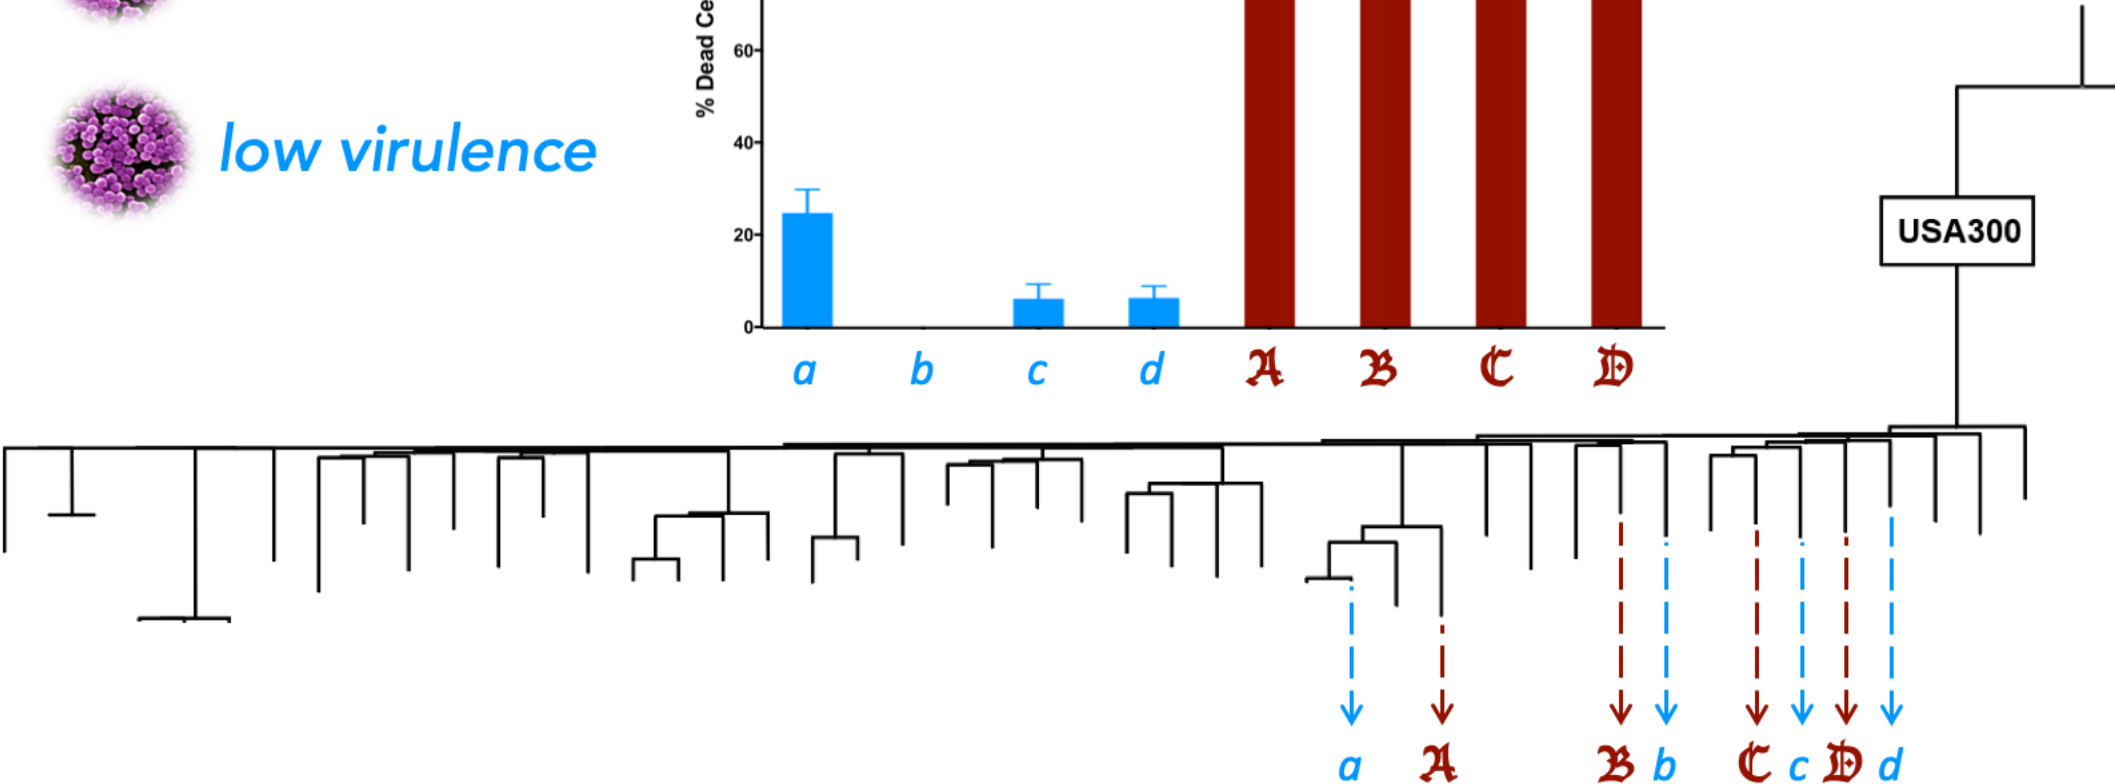 % Dead Ce
60
40
20
0
low virulence
a b c d A B C D
USA300
a A B b C c D d